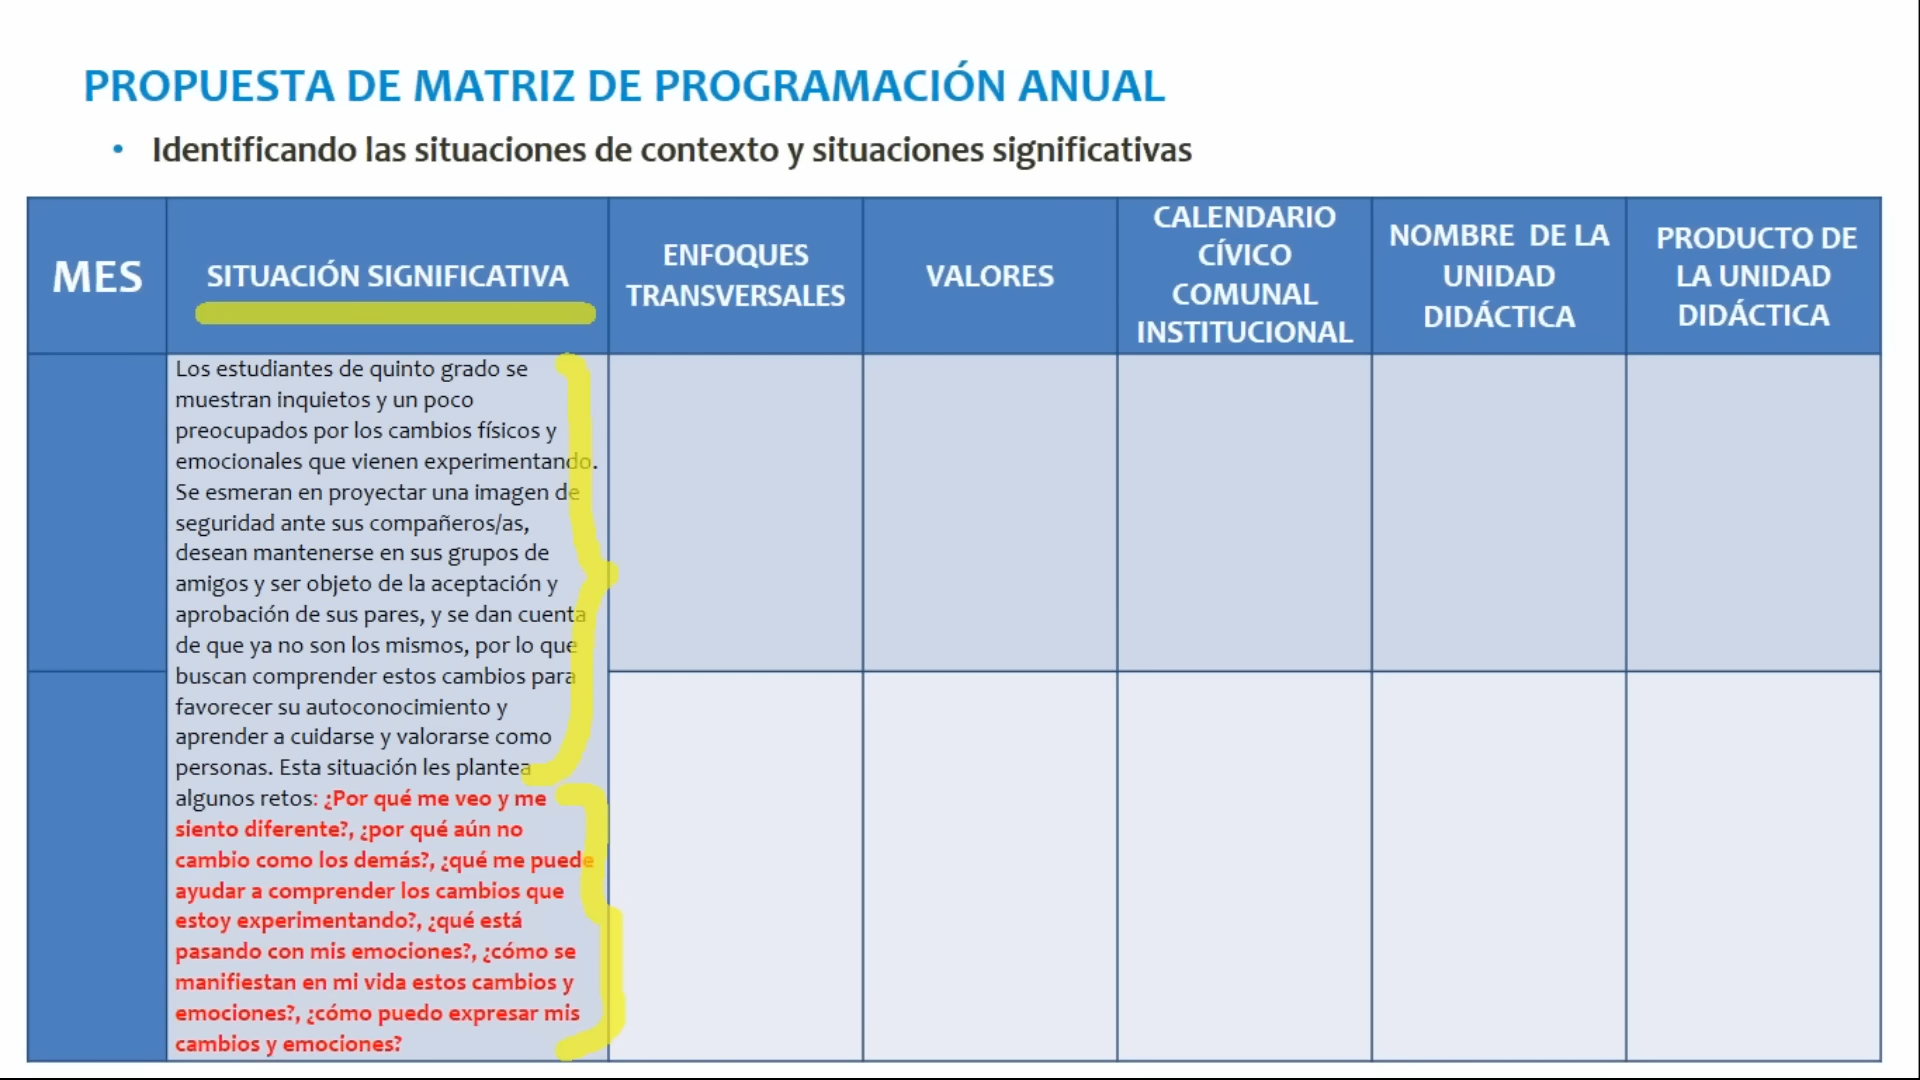 PROPUESTA DE MATRIZ DE PROGRAMACIÓN ANUAL
• Identificando las situaciones de contexto y situaciones significativas
MES
SITUACIÓN SIGNIFICATIVA
ENFOQUES
TRANSVERSALES
VALORES
CALENDARIO
CÍVICO
COMUNAL
INSTITUCIONAL
NOMBRE DE LA
UNIDAD
DIDÁCTICA
PRODUCTO DE
LA UNIDAD
DIDÁCTICA
Los estudiantes de quinto grado se
muestran inquietos y un poco
preocupados por los cambios físicos y
emocionales que vienen experimentando.
Se esmeran en proyectar una imagen de
seguridad ante sus compañeros/as,
desean mantenerse en sus grupos de
amigos y ser objeto de la aceptación y
aprobación de sus pares, y se dan cuenta
de que ya no son los mismos, por lo que
buscan comprender estos cambios para
favorecer su autoconocimiento y
aprender a cuidarse y valorarse como
personas. Esta situación les plantea
algunos retos: ¿Por qué me veo y me
siento diferente?, ¿por qué aún no
cambio como los demás?, ¿qué me puede
ayudar a comprender los cambios que
estoy experimentando?, ¿qué está
pasando con mis emociones?, ¿cómo se
manifiestan en mi vida estos cambios y
emociones?, ¿cómo puedo expresar mis
cambios y emociones?